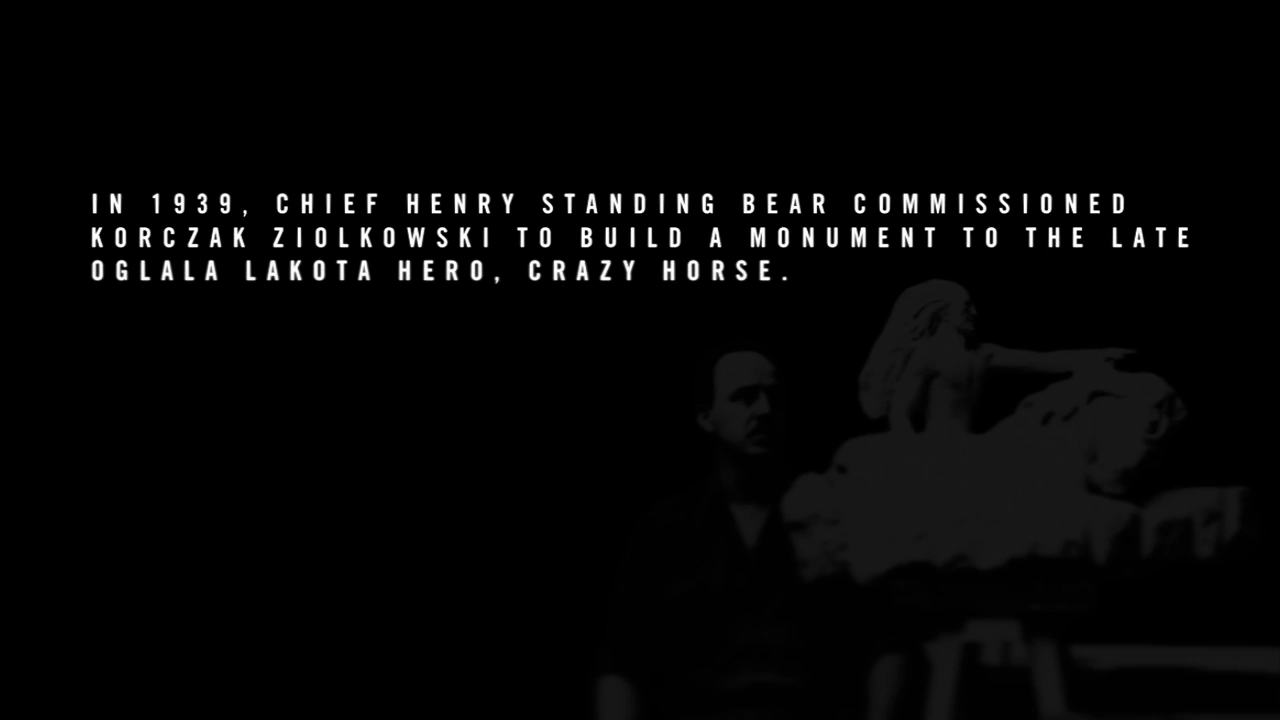 IN 1939, CHIEF HENRY STANDING BEAR COMMISSIONED
KORCZAK ZIOLKOWSKI TO BUILD A MONUMENT TO THE LATE
OGLALA LAKOTA HERO, CRAZY HORSE.